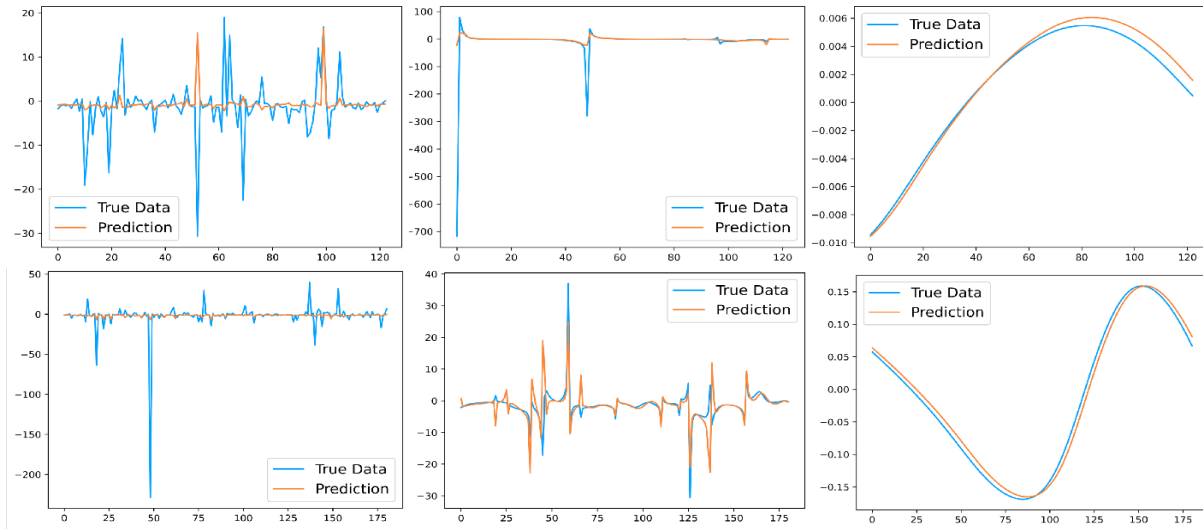 20
10
0
−10
−20
−30
0 20 40 60 80 100 120
True Data
Prediction
100
0
−100
−200
−300
−400
−500
−600
−700
0 20 40 60 80 100 120
True Data
Prediction
0.006
0.004
0.002
0.000
−0.002
−0.004
−0.006
−0.008
−0.010
0 20 40 60 80 100 120
True Data
Prediction
50
0
−50
−100
−150
−200
0 25 50 75 100 125 150 175
True Data
Prediction
40
30
20
10
0
−10
−20
−30
0 25 50 75 100 125 150 175
True Data
Prediction
0.15
0.10
0.05
0.00
−0.05
−0.10
−0.15
0 25 50 75 100 125 150 175
True Data
Prediction